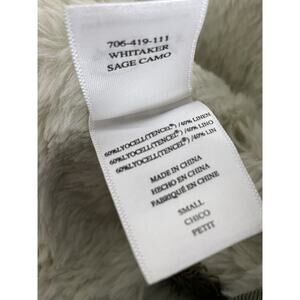 706-419-111
WHITAKER
SAGE CAMO
60%LYOCELL(TENCEL®)/40% LINEN
60%LYOCELL(TENCEL®)/40% LINO
60%LYOCELL(TENCEL®)/40% LIN
MADE IN CHINA
HECHO EN CHINA
FABRIQUÉ EN CHINE
SMALL
CHICO
PETIT